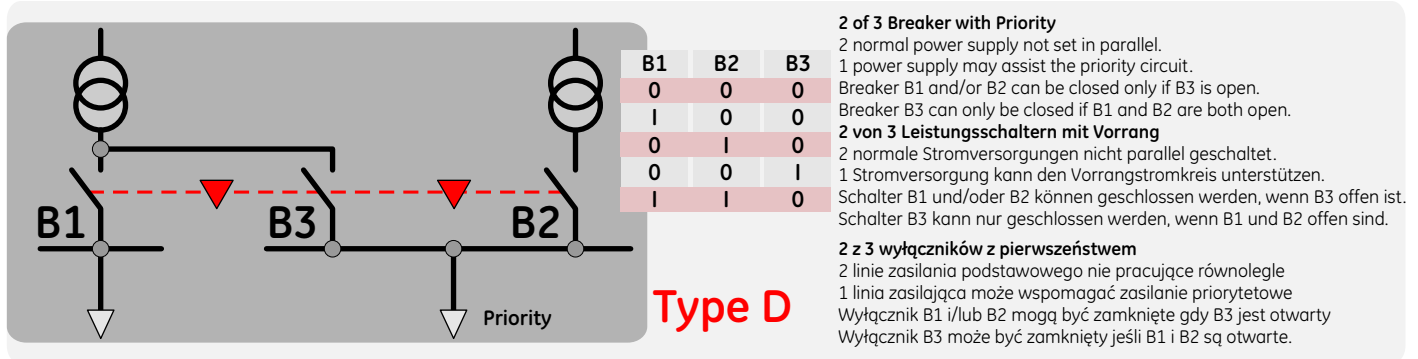 B1
B3
B2
Priority
B1 B2 B3
0 0 0
I 0 0
0 I 0
0 0 I
I I 0
Type D
2 of 3 Breaker with Priority
2 normal power supply not set in parallel.
1 power supply may assist the priority circuit.
Breaker B1 and/or B2 can be closed only if B3 is open.
Breaker B3 can only be closed if B1 and B2 are both open.
2 von 3 Leistungsschaltern mit Vorrang
2 normale Stromversorgungen nicht parallel geschaltet.
1 Stromversorgung kann den Vorrangstromkreis unterstützen.
Schalter B1 und/oder B2 können geschlossen werden, wenn B3 offen ist.
Schalter B3 kann nur geschlossen werden, wenn B1 und B2 offen sind.
2 z 3 wyłączników z pierwszeństwem
2 linie zasilania podstawowego nie pracujące równolegle
1 linia zasilająca może wspomagać zasilanie priorytetowe
Wyłącznik B1 i/lub B2 mogą być zamknięte gdy B3 jest otwarty
Wyłącznik B3 może być zamknięty jeśli B1 i B2 są otwarte.